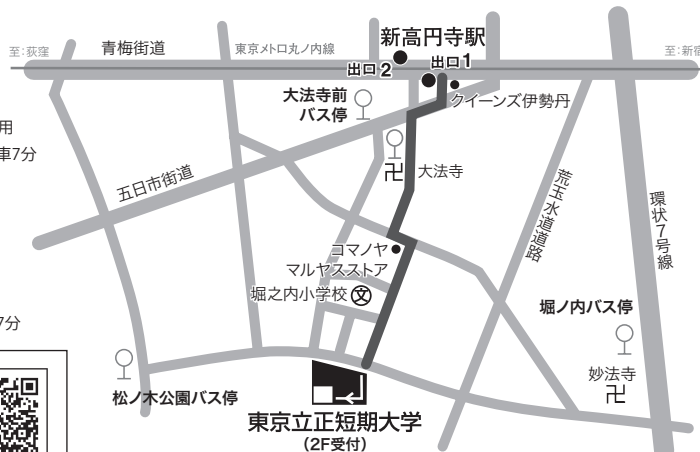 新高円寺駅
至:荻窪
青梅街道
東京メトロ丸ノ内線
出口2
出口1
至:新宿
大法寺前
バス停
クイーンズ伊勢丹
用
車7分
卍
大法寺
五日市街道
荒玉水道道路
環状7号線
コマノヤ
マルヤスストア
堀之内小学校
文
堀ノ内バス停
7分
妙法寺
卍
松ノ木公園バス停
東京立正短期大学
(2F受付)